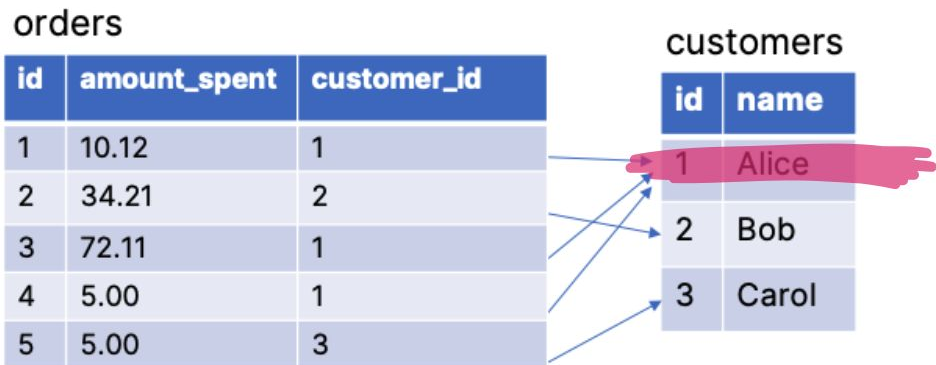 orders
id amount_spent customer_id
1 10.12 1
2 34.21 2
3 72.11 1
4 5.00 1
5 5.00 3
customers
id name
1 Alice
2 Bob
3 Carol